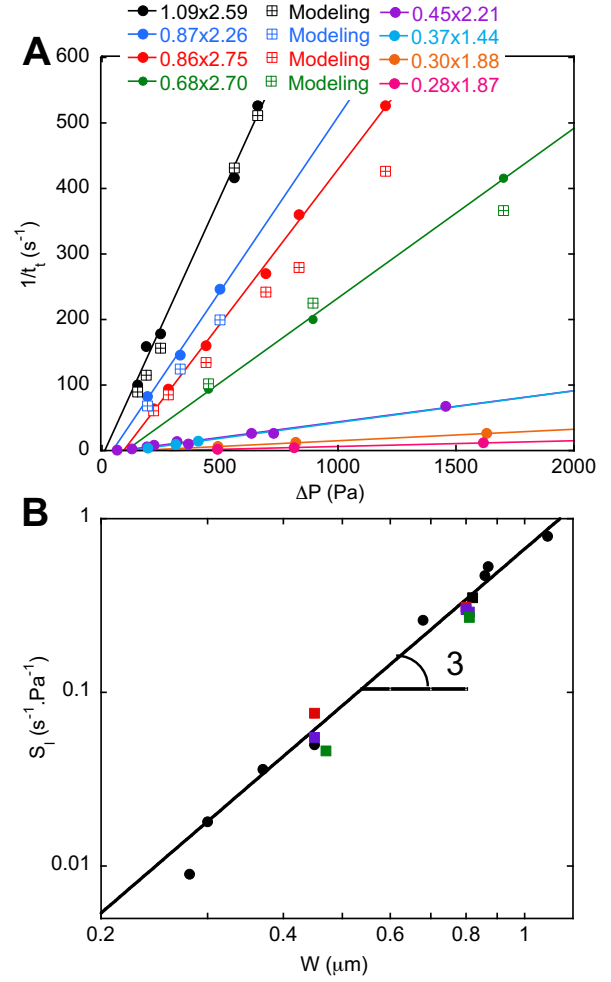 1.09x2.59 Modeling 0.45x2.21
0.87x2.26 Modeling 0.37x1.44
0.86x2.75 Modeling 0.30x1.88
0.68x2.70 Modeling 0.28x1.87
A
600
500
400
300
200
100
0
1/t_t (s⁻¹)
0 500 1000 1500 2000
ΔP (Pa)
B
1
0.1
0.01
S_l (s⁻¹.Pa⁻¹)
3
0.2 0.4 0.6 0.8 1
W (μm)